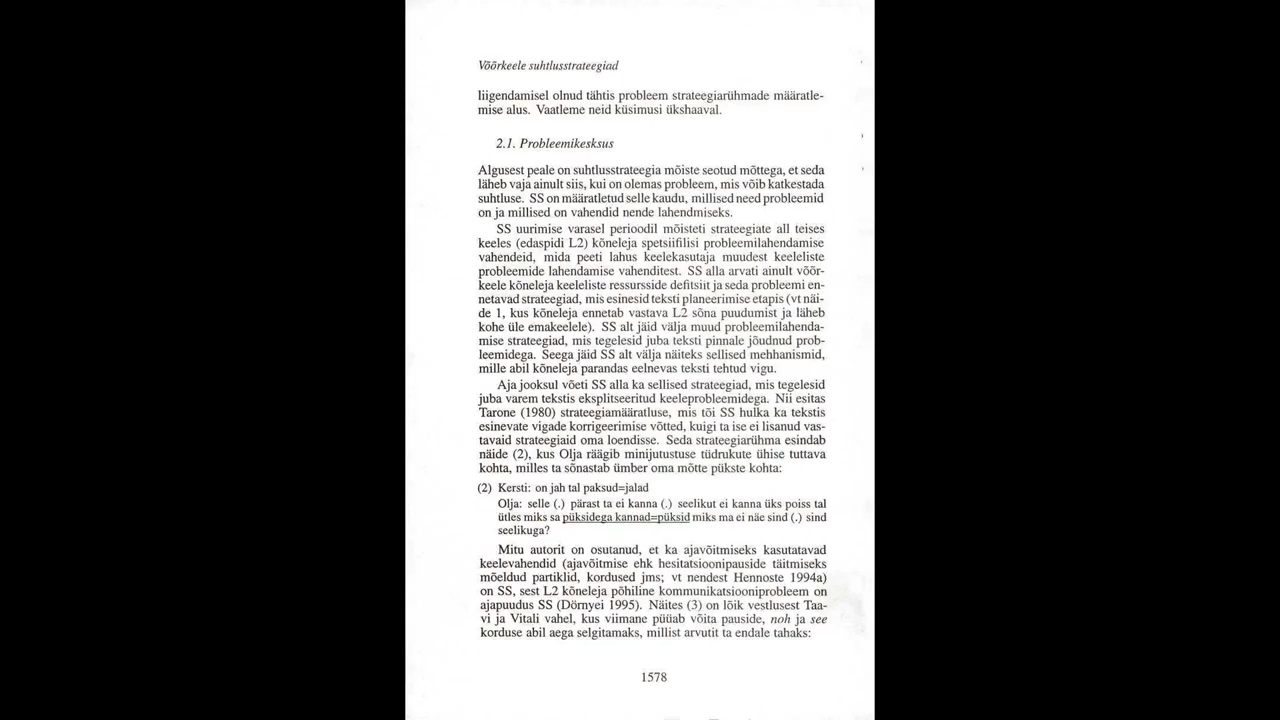 Võõrkeele suhtlusstrateegiad
liigendamisel olnud tähtis probleem strateegiarühmade määratle-
mise alus. Vaatleme neid küsimusi ükshaaval.
2.1. Probleemikesksus
Algusest peale on suhtlusstrateegia mõiste seotud mõttega, et seda
läheb vaja ainult siis, kui on olemas probleem, mis võib katkestada
suhtluse. SS on määratletud selle kaudu, millised need probleemid
on ja millised on vahendid nende lahendmiseks.
SS uurimise varasel perioodil mõisteti strateegiate all teises
keeles (edaspidi L2) kõneleja spetsiifilisi probleemilahendamise
vahendeid, mida peeti lahus keelekasutaja muudest keeleliste
probleemide lahendamise vahenditest. SS alla arvati ainult võõr-
keele kõneleja keeleliste ressursside defitsiit ja seda probleemi en-
netavad strateegiad, mis esinesid teksti planeerimise etapis (vt näi-
de 1, kus kõneleja ennetab vastava L2 sõna puudumist ja läheb
kohe üle emakeelele). SS alt jäid välja muud probleemilahenda-
mise strateegiad, mis tegelesid juba teksti pinnale jõudnud prob-
leemidega. Seega jäid SS alt välja näiteks sellised mehhanismid,
mille abil kõneleja parandas eelnevas teksti tehtud vigu.
Aja jooksul võeti SS alla ka sellised strateegiad, mis tegelesid
juba varem tekstis eksplitseeritud keeleprobleemidega. Nii esitas
Tarone (1980) strateegiamääratluse, mis tõi SS hulka ka tekstis
esinevate vigade korrigeerimise võtted, kuigi ta ise ei lisanud vas-
tavaid strateegiaid oma loendisse. Seda strateegiarühma esindab
näide (2), kus Olja räägib minijutustuse tüdrukute ühise tuttava
kohta, milles ta sõnastab ümber oma mõtte pükste kohta:
(2) Kersti: on jah tal paksud=jalad
Olja: selle (.) pärast ta ei kanna (.) seelikut ei kanna üks poiss tal
ütles miks sa püksidega kannad=püksid miks ma ei näe sind (.) sind
seelikuga?
Mitu autorit on osutanud, et ka ajavõitmiseks kasutatavad
keelevahendid (ajavõitmise ehk hesitatsioonipauside täitmiseks
mõeldud partiklid, kordused jms; vt nendest Hennoste 1994a)
on SS, sest L2 kõneleja põhiline kommunikatsiooniprobleem on
ajapuudus SS (Dörnyei 1995). Näites (3) on lõik vestlusest Taa-
vi ja Vitali vahel, kus viimane püüab võita pauside, noh ja see
korduse abil aega selgitamaks, millist arvutit ta endale tahaks:
1578